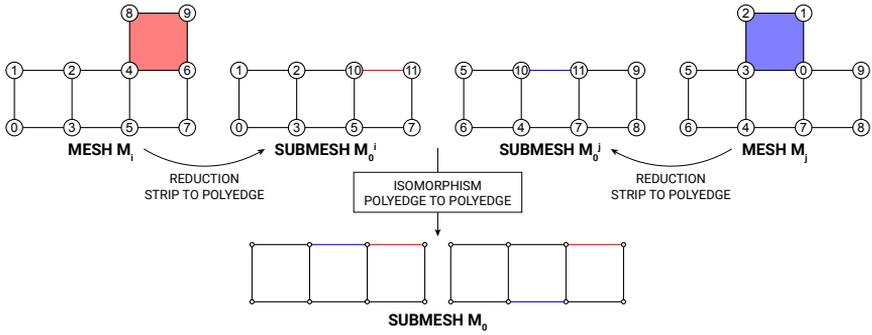 8 9 2 1
1 2 4 6 1 2 10 11 5 10 11 9 5 3 0 9
0 3 5 7 0 3 5 7 6 4 7 8 6 4 7 8
MESH Mi SUBMESH M0i SUBMESH M0j MESH Mj
REDUCTION
STRIP TO POLYEDGE
ISOMORPHISM
POLYEDGE TO POLYEDGE
REDUCTION
STRIP TO POLYEDGE
SUBMESH M0